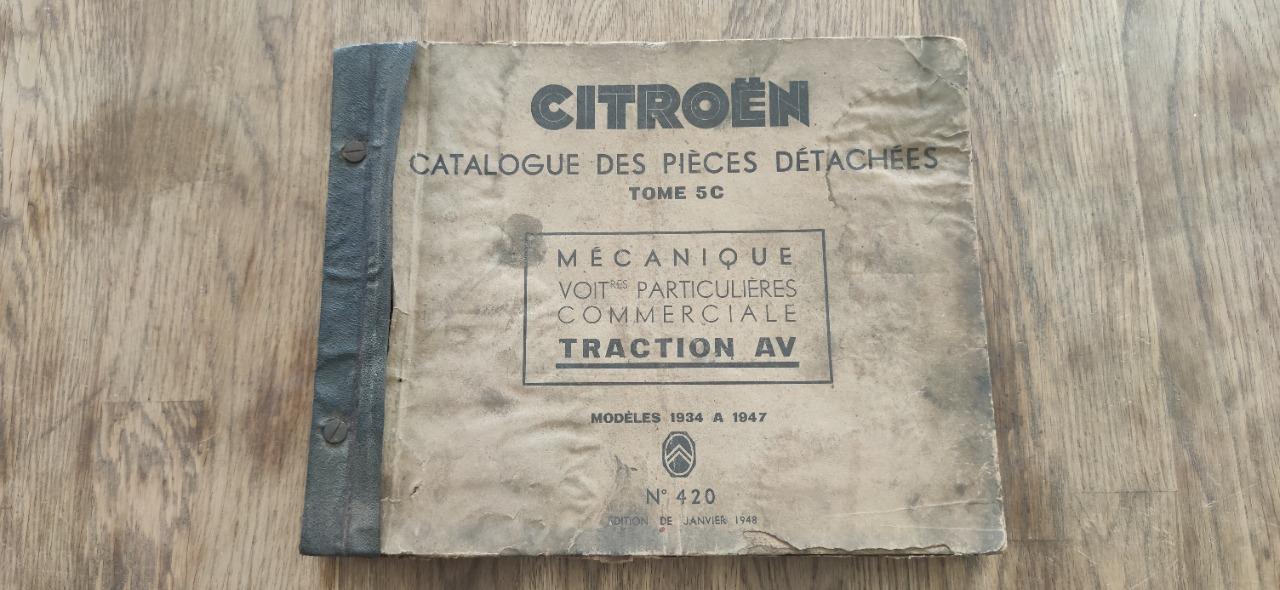 CITROËN
CATALOGUE DES PIÈCES DÉTACHÉES
TOME 5C
MÉCANIQUE
VOITRES PARTICULIÈRES
COMMERCIALE
TRACTION AV
MODÈLES 1934 A 1947
N° 420
EDITION DE JANVIER 1948